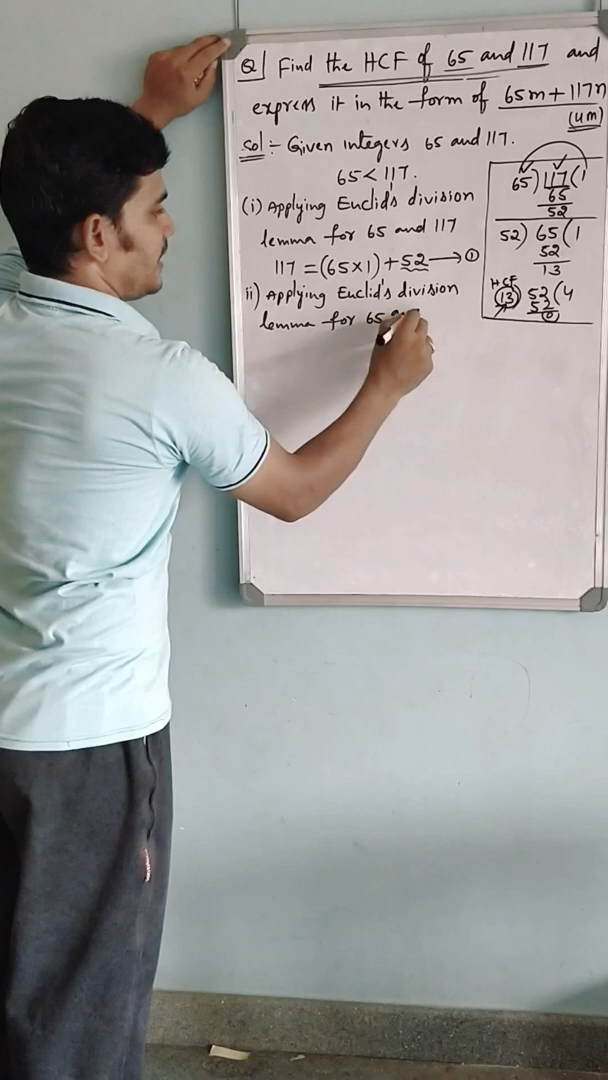 Q Find the HCF of 65 and 117 and
express it in the form of 65m+117n
(4m)
Sol:- Given integers 65 and 117.
65<117.
(i) Applying Euclid's division
lemma for 65 and 117
117=(65×1)+52→①
ii) Applying Euclid's division
lemma for 65
65)117(1
65
52
52)65(1
52
13
HCF
13)52(4
52
0